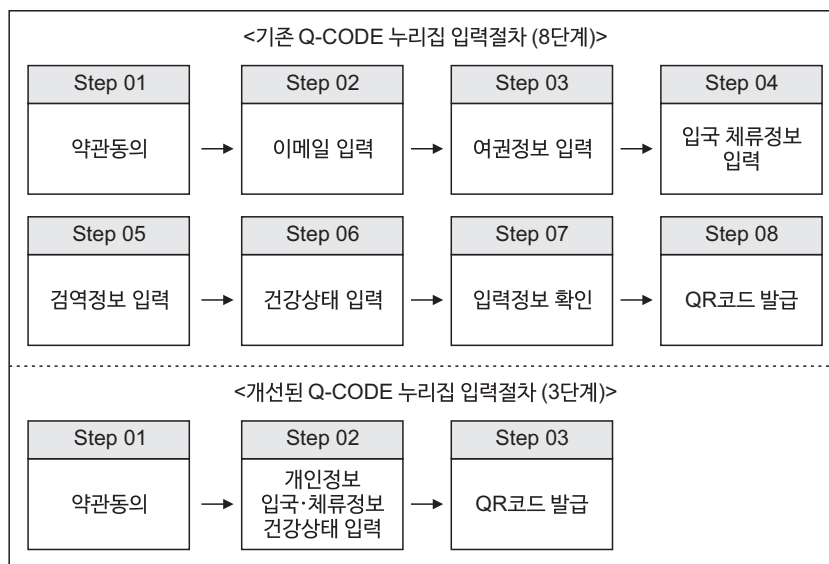 <기존 Q-CODE 누리집 입력절차 (8단계)>
Step 01
Step 02
Step 03
Step 04
약관동의
이메일 입력
여권정보 입력
입국 체류정보
입력
Step 05
Step 06
Step 07
Step 08
검역정보 입력
건강상태 입력
입력정보 확인
QR코드 발급
<개선된 Q-CODE 누리집 입력절차 (3단계)>
Step 01
Step 02
Step 03
약관동의
개인정보
입국·체류정보
건강상태 입력
QR코드 발급